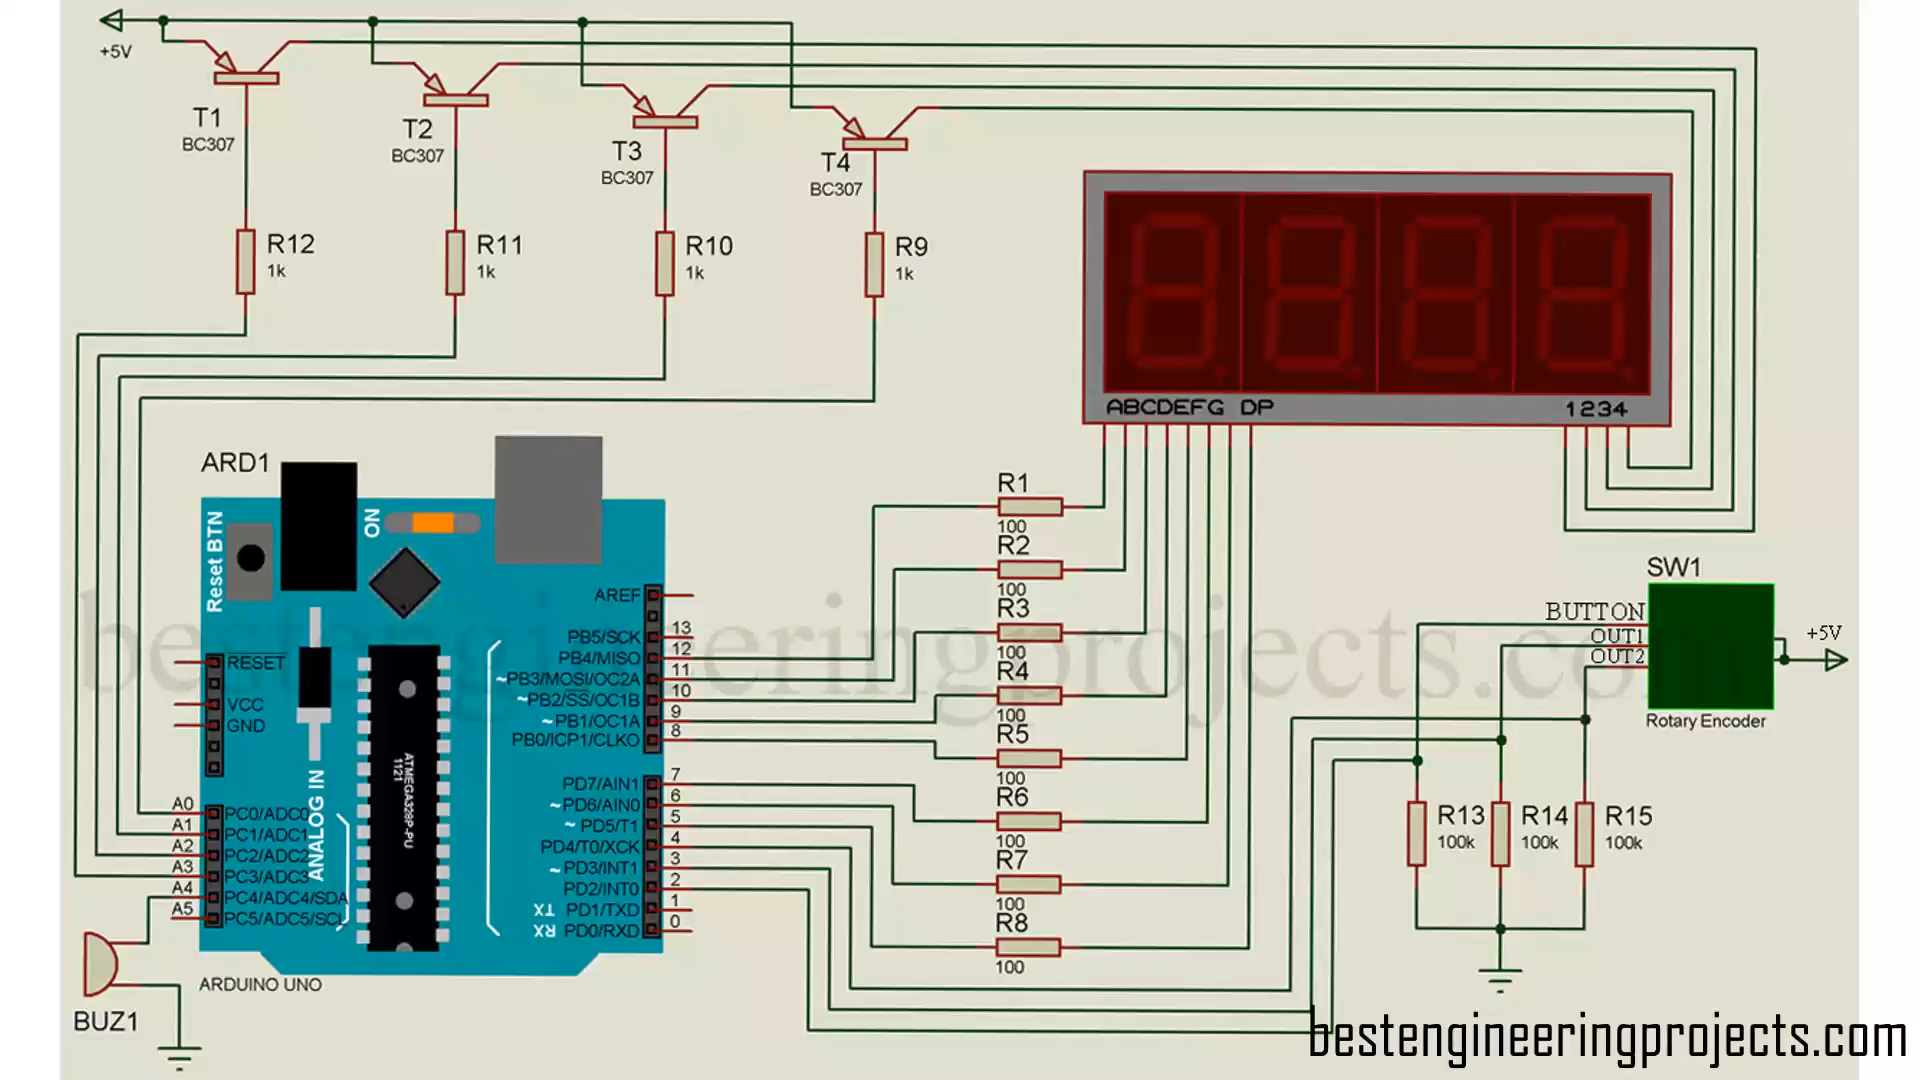 +5V
T1
BC307
T2
BC307
T3
BC307
T4
BC307
R12
1k
R11
1k
R10
1k
R9
1k
ABCDEFG DP
1234
ARD1
Reset BTN
ON
AREF
PB5/SCK 13
PB4/MISO 12
~PB3/MOSI/OC2A 11
~PB2/SS/OC1B 10
~PB1/OC1A 9
PB0/ICP1/CLKO 8
PD7/AIN1 7
~PD6/AIN0 6
~PD5/T1 5
PD4/T0/XCK 4
~PD3/INT1 3
PD2/INT0 2
TX PD1/TXD 1
RX PD0/RXD 0
RESET
VCC
GND
A0 PC0/ADC0
A1 PC1/ADC1
A2 PC2/ADC2
A3 PC3/ADC3
A4 PC4/ADC4/SDA
A5 PC5/ADC5/SCL
ANALOG IN
ATMEGA328P-PU
1121
ARDUINO UNO
BUZ1
R1
100
R2
100
R3
100
R4
100
R5
100
R6
100
R7
100
R8
100
SW1
BUTTON
OUT1
OUT2
+5V
Rotary Encoder
R13
100k
R14
100k
R15
100k
bestengineeringprojects.com
bestengineeringprojects.com